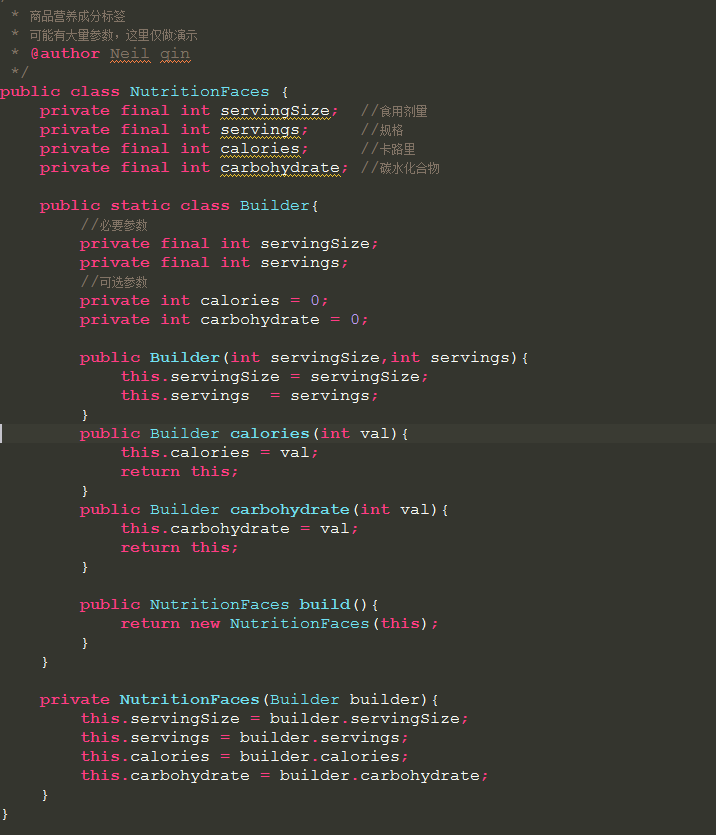 * 商品营养成分标签
* 可能有大量参数，这里仅做演示
* @author Neil qin
*/
public class NutritionFaces {
    private final int servingSize;  //食用剂量
    private final int servings;     //规格
    private final int calories;     //卡路里
    private final int carbohydrate; //碳水化合物
    public static class Builder{
        //必要参数
        private final int servingSize;
        private final int servings;
        //可选参数
        private int calories = 0;
        private int carbohydrate = 0;
        public Builder(int servingSize,int servings){
            this.servingSize = servingSize;
            this.servings  = servings;
        }
        public Builder calories(int val){
            this.calories = val;
            return this;
        }
        public Builder carbohydrate(int val){
            this.carbohydrate = val;
            return this;
        }
        public NutritionFaces build(){
            return new NutritionFaces(this);
        }
    }
    private NutritionFaces(Builder builder){
        this.servingSize = builder.servingSize;
        this.servings = builder.servings;
        this.calories = builder.calories;
        this.carbohydrate = builder.carbohydrate;
    }
}